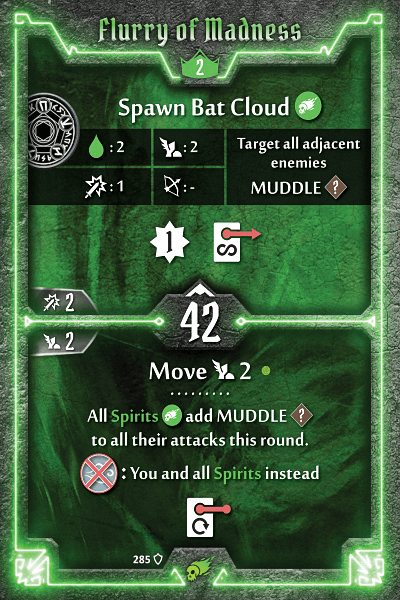 Flurry of Madness
2
Spawn Bat Cloud
: 2
: 2
Target all adjacent
enemies
: 1
: -
MUDDLE ?
1
2
42
2
Move 2
All Spirits add MUDDLE ?
to all their attacks this round.
: You and all Spirits instead
285